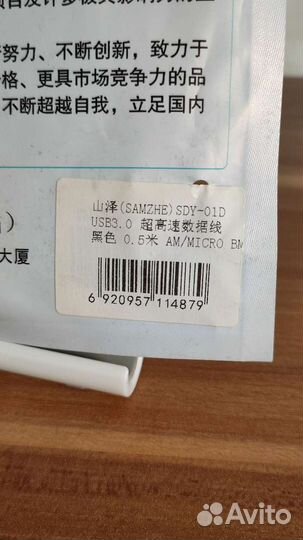 努力、不断创新，致力于
格、更具市场竞争力的品
不断超越自我，立足国内
大厦
山泽(SAMZHE)SDY-01D
USB3.0 超高速数据线
黑色 0.5米 AM/MICRO BM
6 920957 114879
Avito